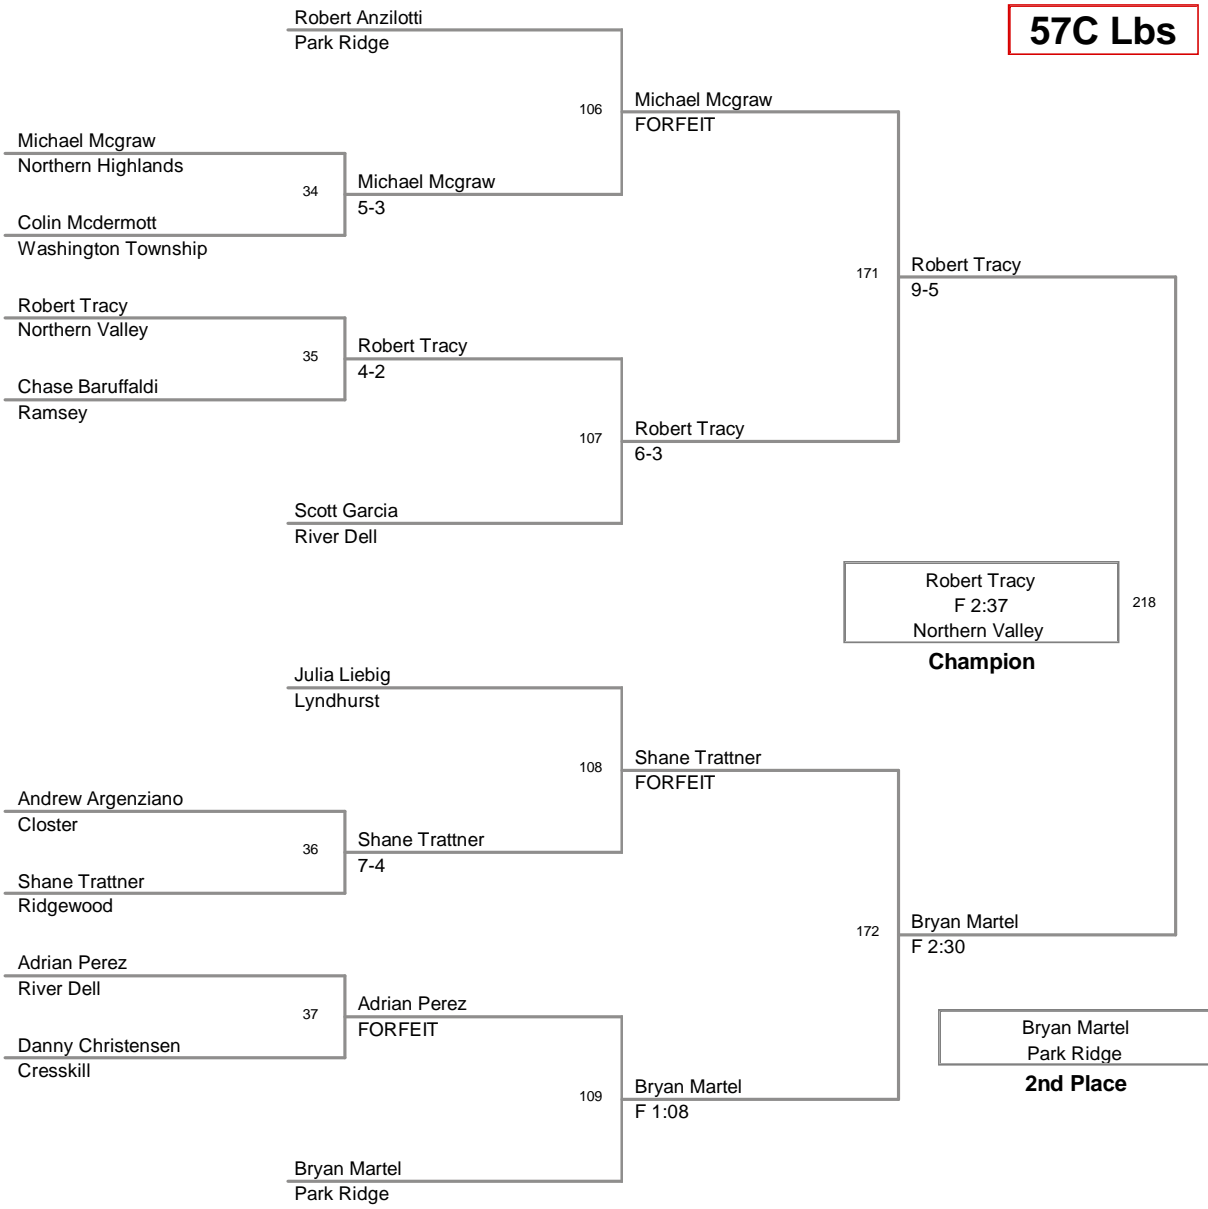 57C Lbs
Robert Anzilotti
Park Ridge
106
Michael Mcgraw
FORFEIT
Michael Mcgraw
Northern Highlands
34
Michael Mcgraw
5-3
Colin Mcdermott
Washington Township
171
Robert Tracy
9-5
Robert Tracy
Northern Valley
35
Robert Tracy
4-2
Chase Baruffaldi
Ramsey
107
Robert Tracy
6-3
Scott Garcia
River Dell
Robert Tracy
F 2:37
Northern Valley
218
Champion
Julia Liebig
Lyndhurst
108
Shane Trattner
FORFEIT
Andrew Argenziano
Closter
36
Shane Trattner
7-4
Shane Trattner
Ridgewood
172
Bryan Martel
F 2:30
Adrian Perez
River Dell
37
Adrian Perez
FORFEIT
Danny Christensen
Cresskill
Bryan Martel
Park Ridge
2nd Place
109
Bryan Martel
F 1:08
Bryan Martel
Park Ridge